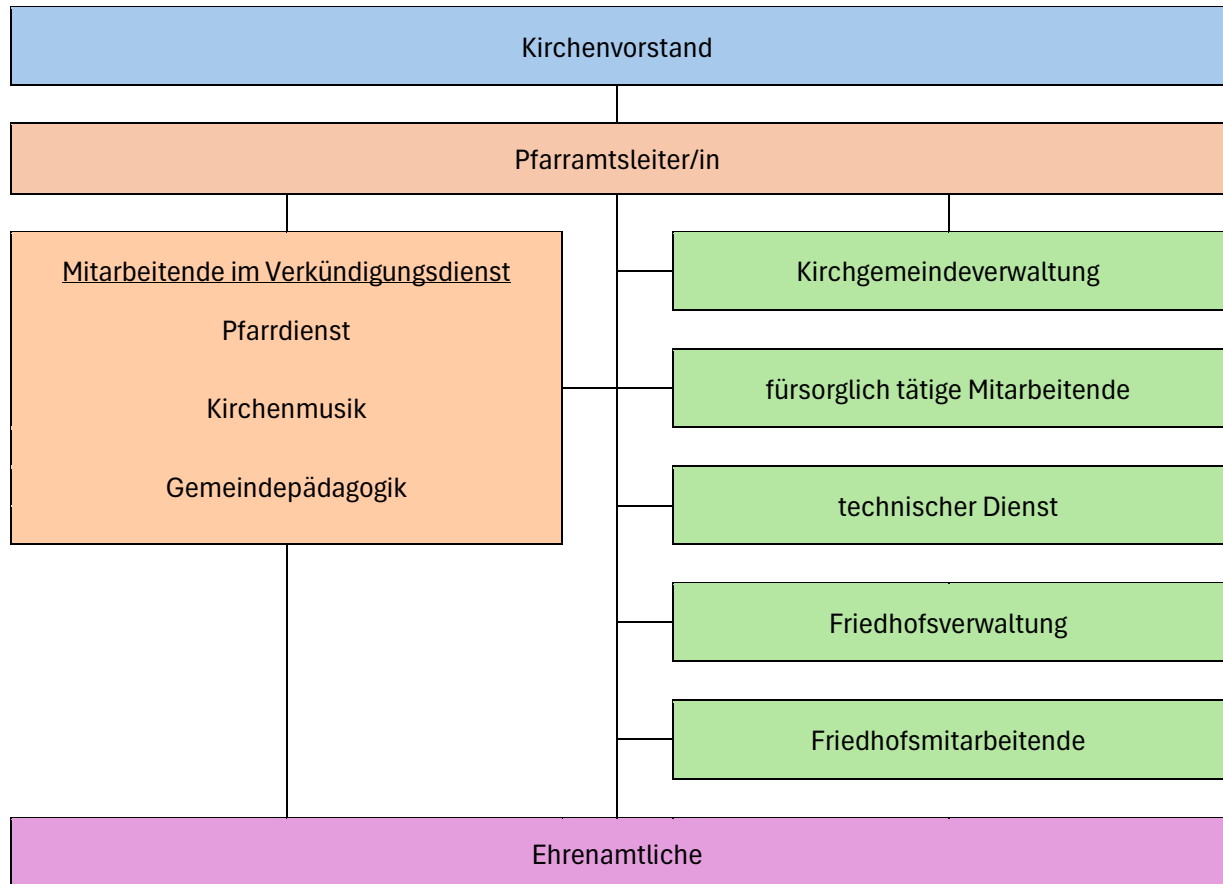 Kirchenvorstand
Pfarramtsleiter/in
Mitarbeitende im Verkündigungsdienst
Pfarrdienst
Kirchenmusik
Gemeindepädagogik
Kirchgemeindeverwaltung
fürsorglich tätige Mitarbeitende
technischer Dienst
Friedhofsverwaltung
Friedhofsmitarbeitende
Ehrenamtliche